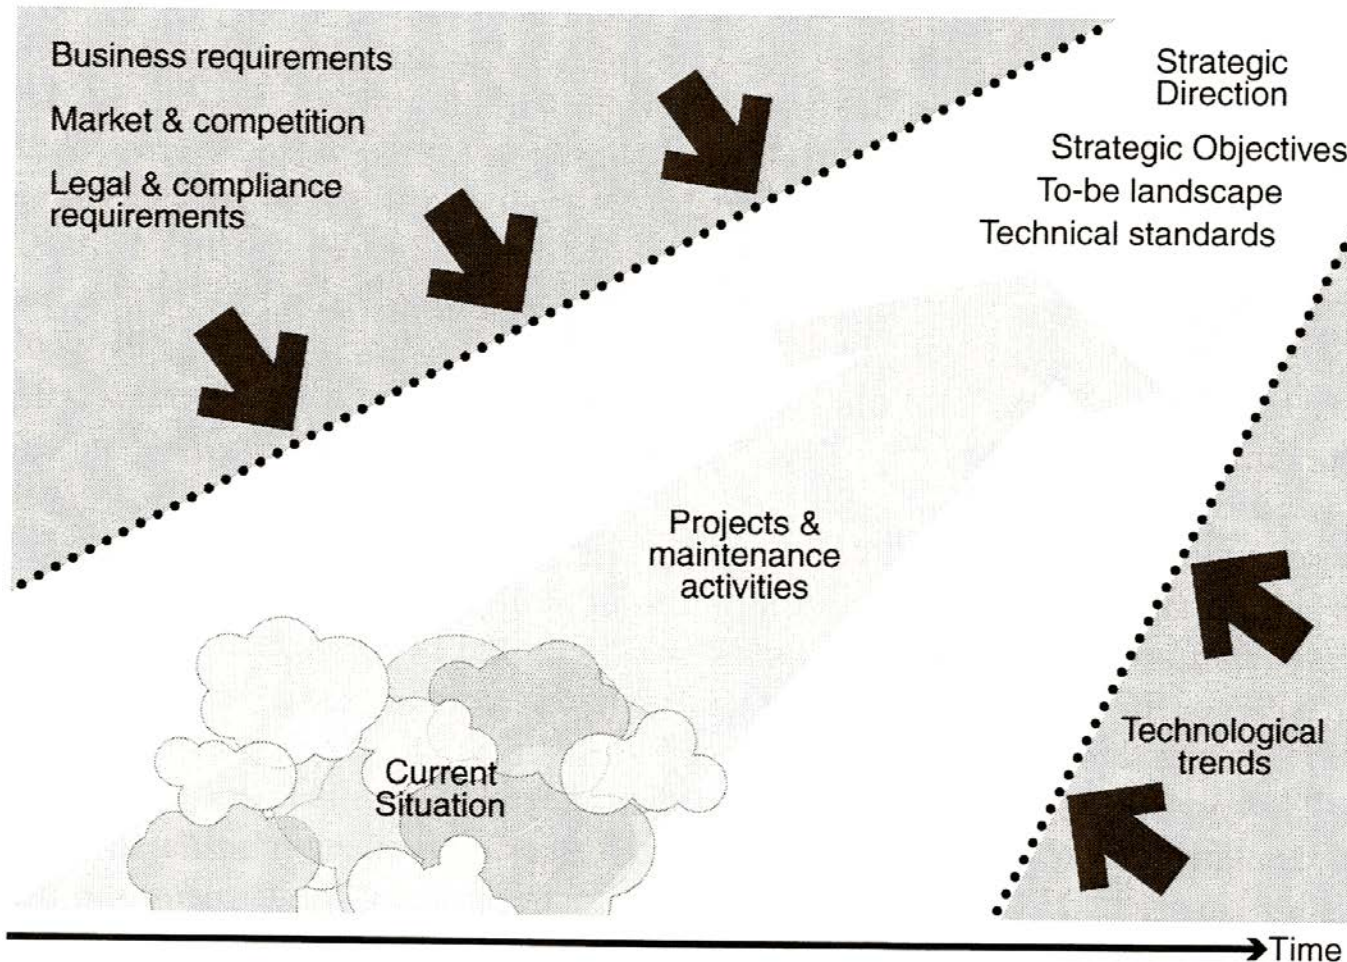 Business requirements
Market & competition
Legal & compliance
requirements
Strategic
Direction
Strategic Objectives
To-be landscape
Technical standards
Projects &
maintenance
activities
Current
Situation
Technological
trends
Time